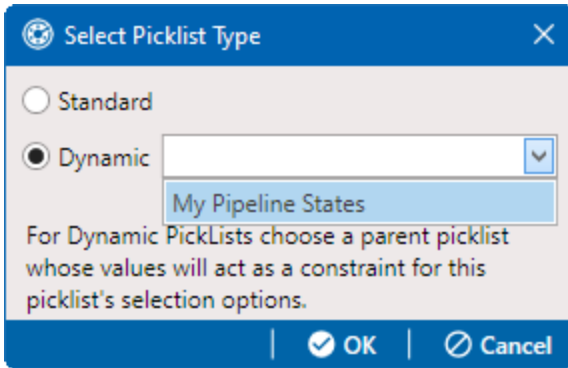 Select Picklist Type
Standard
Dynamic
My Pipeline States
For Dynamic PickLists choose a parent picklist
whose values will act as a constraint for this
picklist's selection options.
OK
Cancel